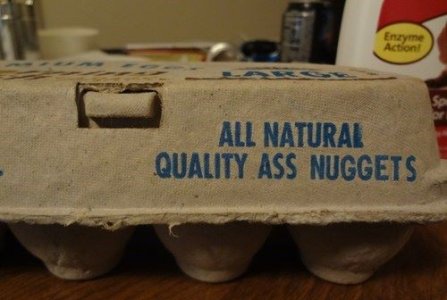 LARGE
Enzyme
Action!
ALL NATURAL
QUALITY ASS NUGGETS